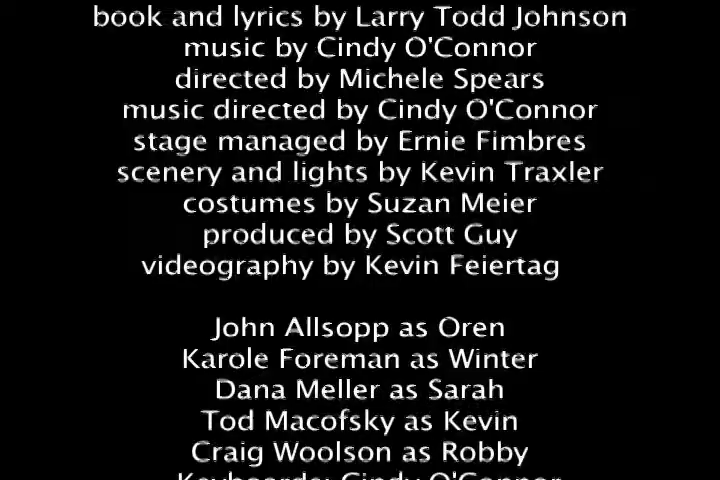 book and lyrics by Larry Todd Johnson
music by Cindy O'Connor
directed by Michele Spears
music directed by Cindy O'Connor
stage managed by Ernie Fimbres
scenery and lights by Kevin Traxler
costumes by Suzan Meier
produced by Scott Guy
videography by Kevin Feiertag
John Allsopp as Oren
Karole Foreman as Winter
Dana Meller as Sarah
Tod Macofsky as Kevin
Craig Woolson as Robby
Keyboards: Cindy O'Connor